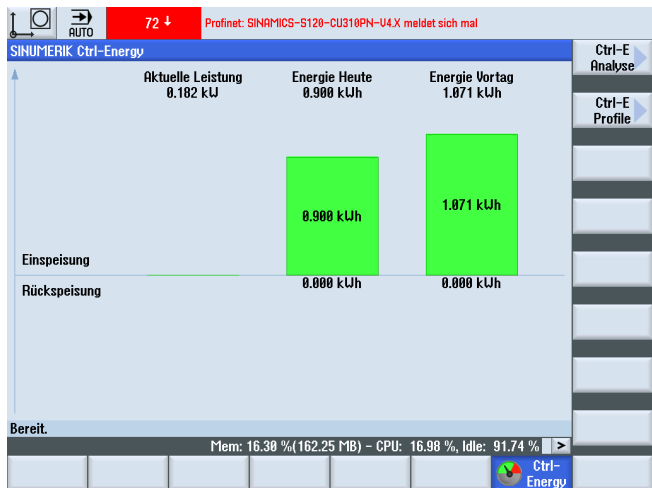 AUTO
72 ↓
Profinet: SINAMICS-S120-CU310PN-V4.X meldet sich mal
SINUMERIK Ctrl-Energy
Ctrl-E
Analyse
Aktuelle Leistung
0.182 kW
Energie Heute
0.900 kWh
Energie Vortag
1.071 kWh
Ctrl-E
Profile
0.900 kWh
1.071 kWh
Einspeisung
0.000 kWh
0.000 kWh
Rückspeisung
Bereit.
Mem: 16.30 %(162.25 MB) - CPU: 16.98 %, Idle: 91.74 % >
Ctrl-
Energy